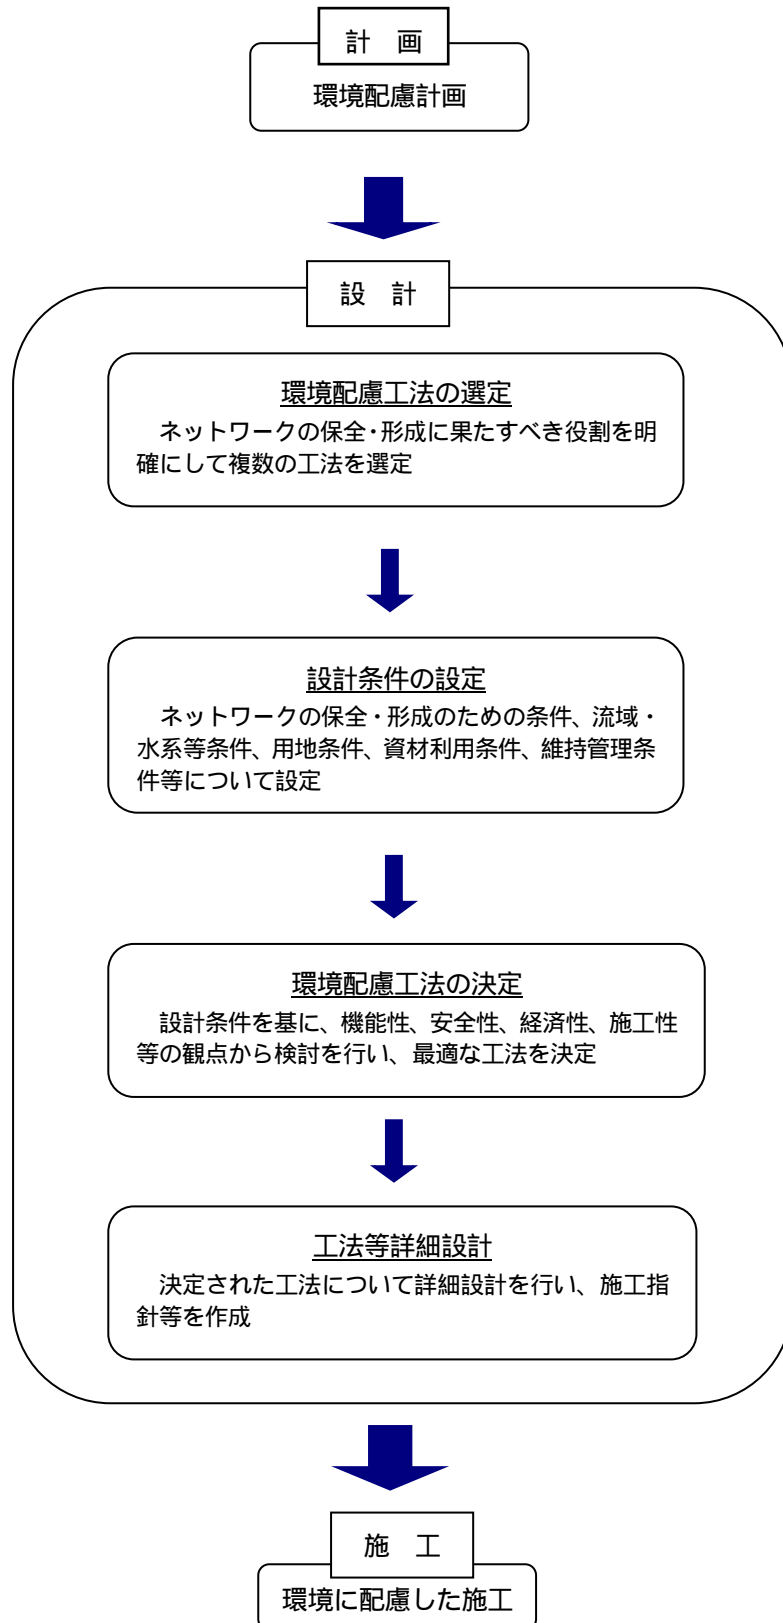 計　画
環境配慮計画
設　計
環境配慮工法の選定
　ネットワークの保全・形成に果たすべき役割を明
確にして複数の工法を選定
設計条件の設定
　ネットワークの保全・形成のための条件、流域・
水系等条件、用地条件、資材利用条件、維持管理条
件等について設定
環境配慮工法の決定
　設計条件を基に、機能性、安全性、経済性、施工性
等の観点から検討を行い、最適な工法を決定
工法等詳細設計
　決定された工法について詳細設計を行い、施工指
針等を作成
施　工
環境に配慮した施工